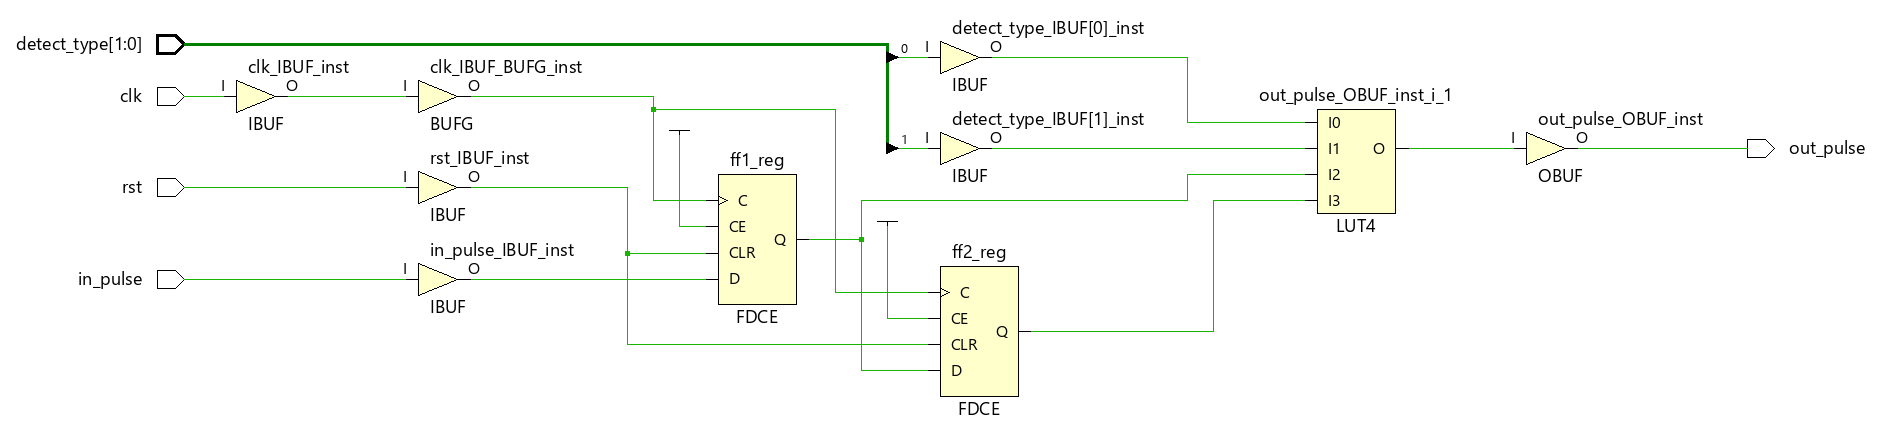 detect_type[1:0]
clk
rst
in_pulse
I
clk_IBUF_inst
O
IBUF
I
clk_IBUF_BUFG_inst
O
BUFG
I
rst_IBUF_inst
O
IBUF
I
in_pulse_IBUF_inst
O
IBUF
ff1_reg
C
CE
CLR
D
Q
FDCE
0
1
I
detect_type_IBUF[0]_inst
O
IBUF
I
detect_type_IBUF[1]_inst
O
IBUF
ff2_reg
C
CE
CLR
D
Q
FDCE
out_pulse_OBUF_inst_i_1
I0
I1
I2
I3
O
LUT4
I
out_pulse_OBUF_inst
O
OBUF
out_pulse